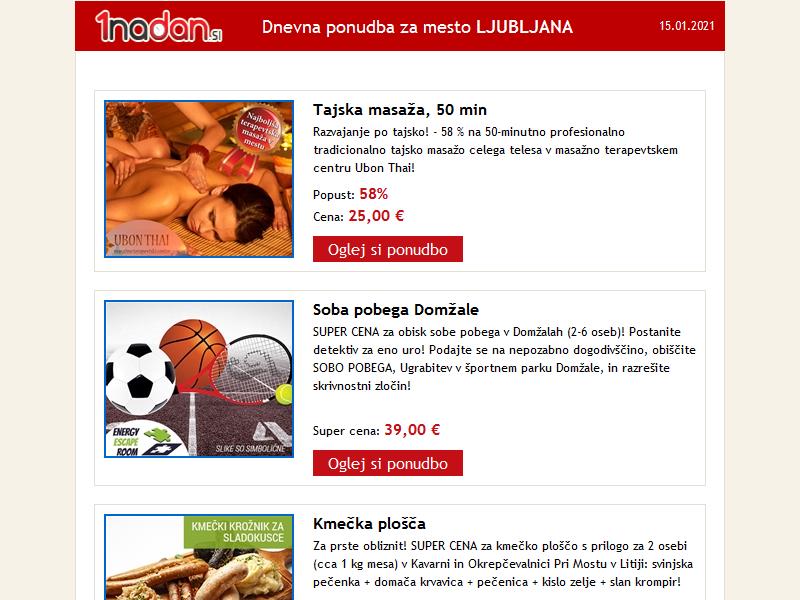 1nadan.si
Dnevna ponudba za mesto LJUBLJANA
15.01.2021
Najboljša
terapevtska
masaža v
mestu
UBON THAI
Tajska masaža, 50 min
Razvajanje po tajsko! - 58 % na 50-minutno profesionalno
tradicionalno tajsko masažo celega telesa v masažno terapevtskem
centru Ubon Thai!
Popust: 58%
Cena: 25,00 €
Oglej si ponudbo
ENERGY
ESCAPE
ROOM
SLIKE SO SIMBOLIČNE
Soba pobega Domžale
SUPER CENA za obisk sobe pobega v Domžalah (2-6 oseb)! Postanite
detektiv za eno uro! Podajte se na nepozabno dogodivščino, obiščite
SOBO POBEGA, Ugrabitev v športnem parku Domžale, in razrešite
skrivnostni zločin!
Super cena: 39,00 €
Oglej si ponudbo
KMEČKI KROŽNIK ZA
SLADOKUSCE
Kmečka plošča
Za prste obliznit! SUPER CENA za kmečko ploščo s prilogo za 2 osebi
(cca 1 kg mesa) v Kavarni in Okrepčevalnici Pri Mostu v Litiji: svinjska
pečenka + domača krvavica + pečenica + kislo zelje + slan krompir!